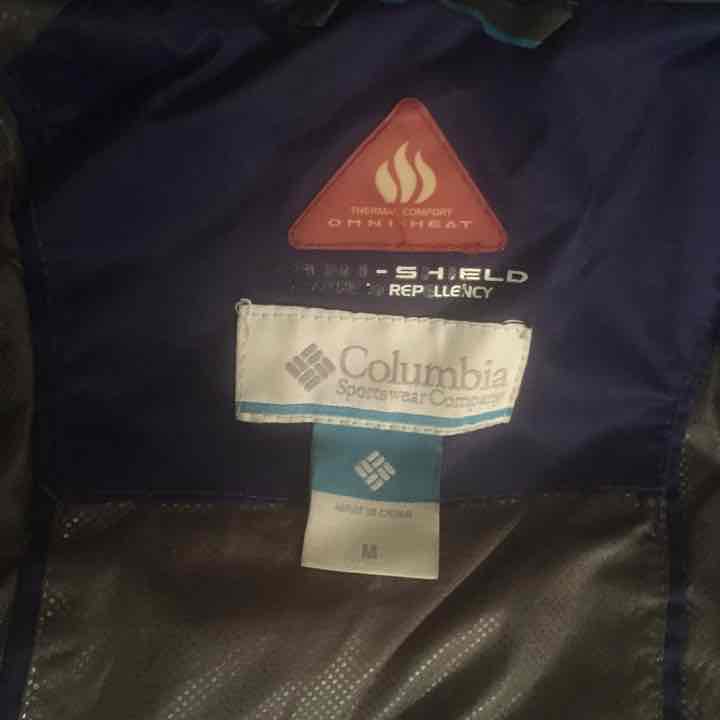 THERMAL COMFORT
OMNI-HEAT
- SHIELD
REPELLENCY
Columbia
Sportswear Company
MADE IN CHINA
M